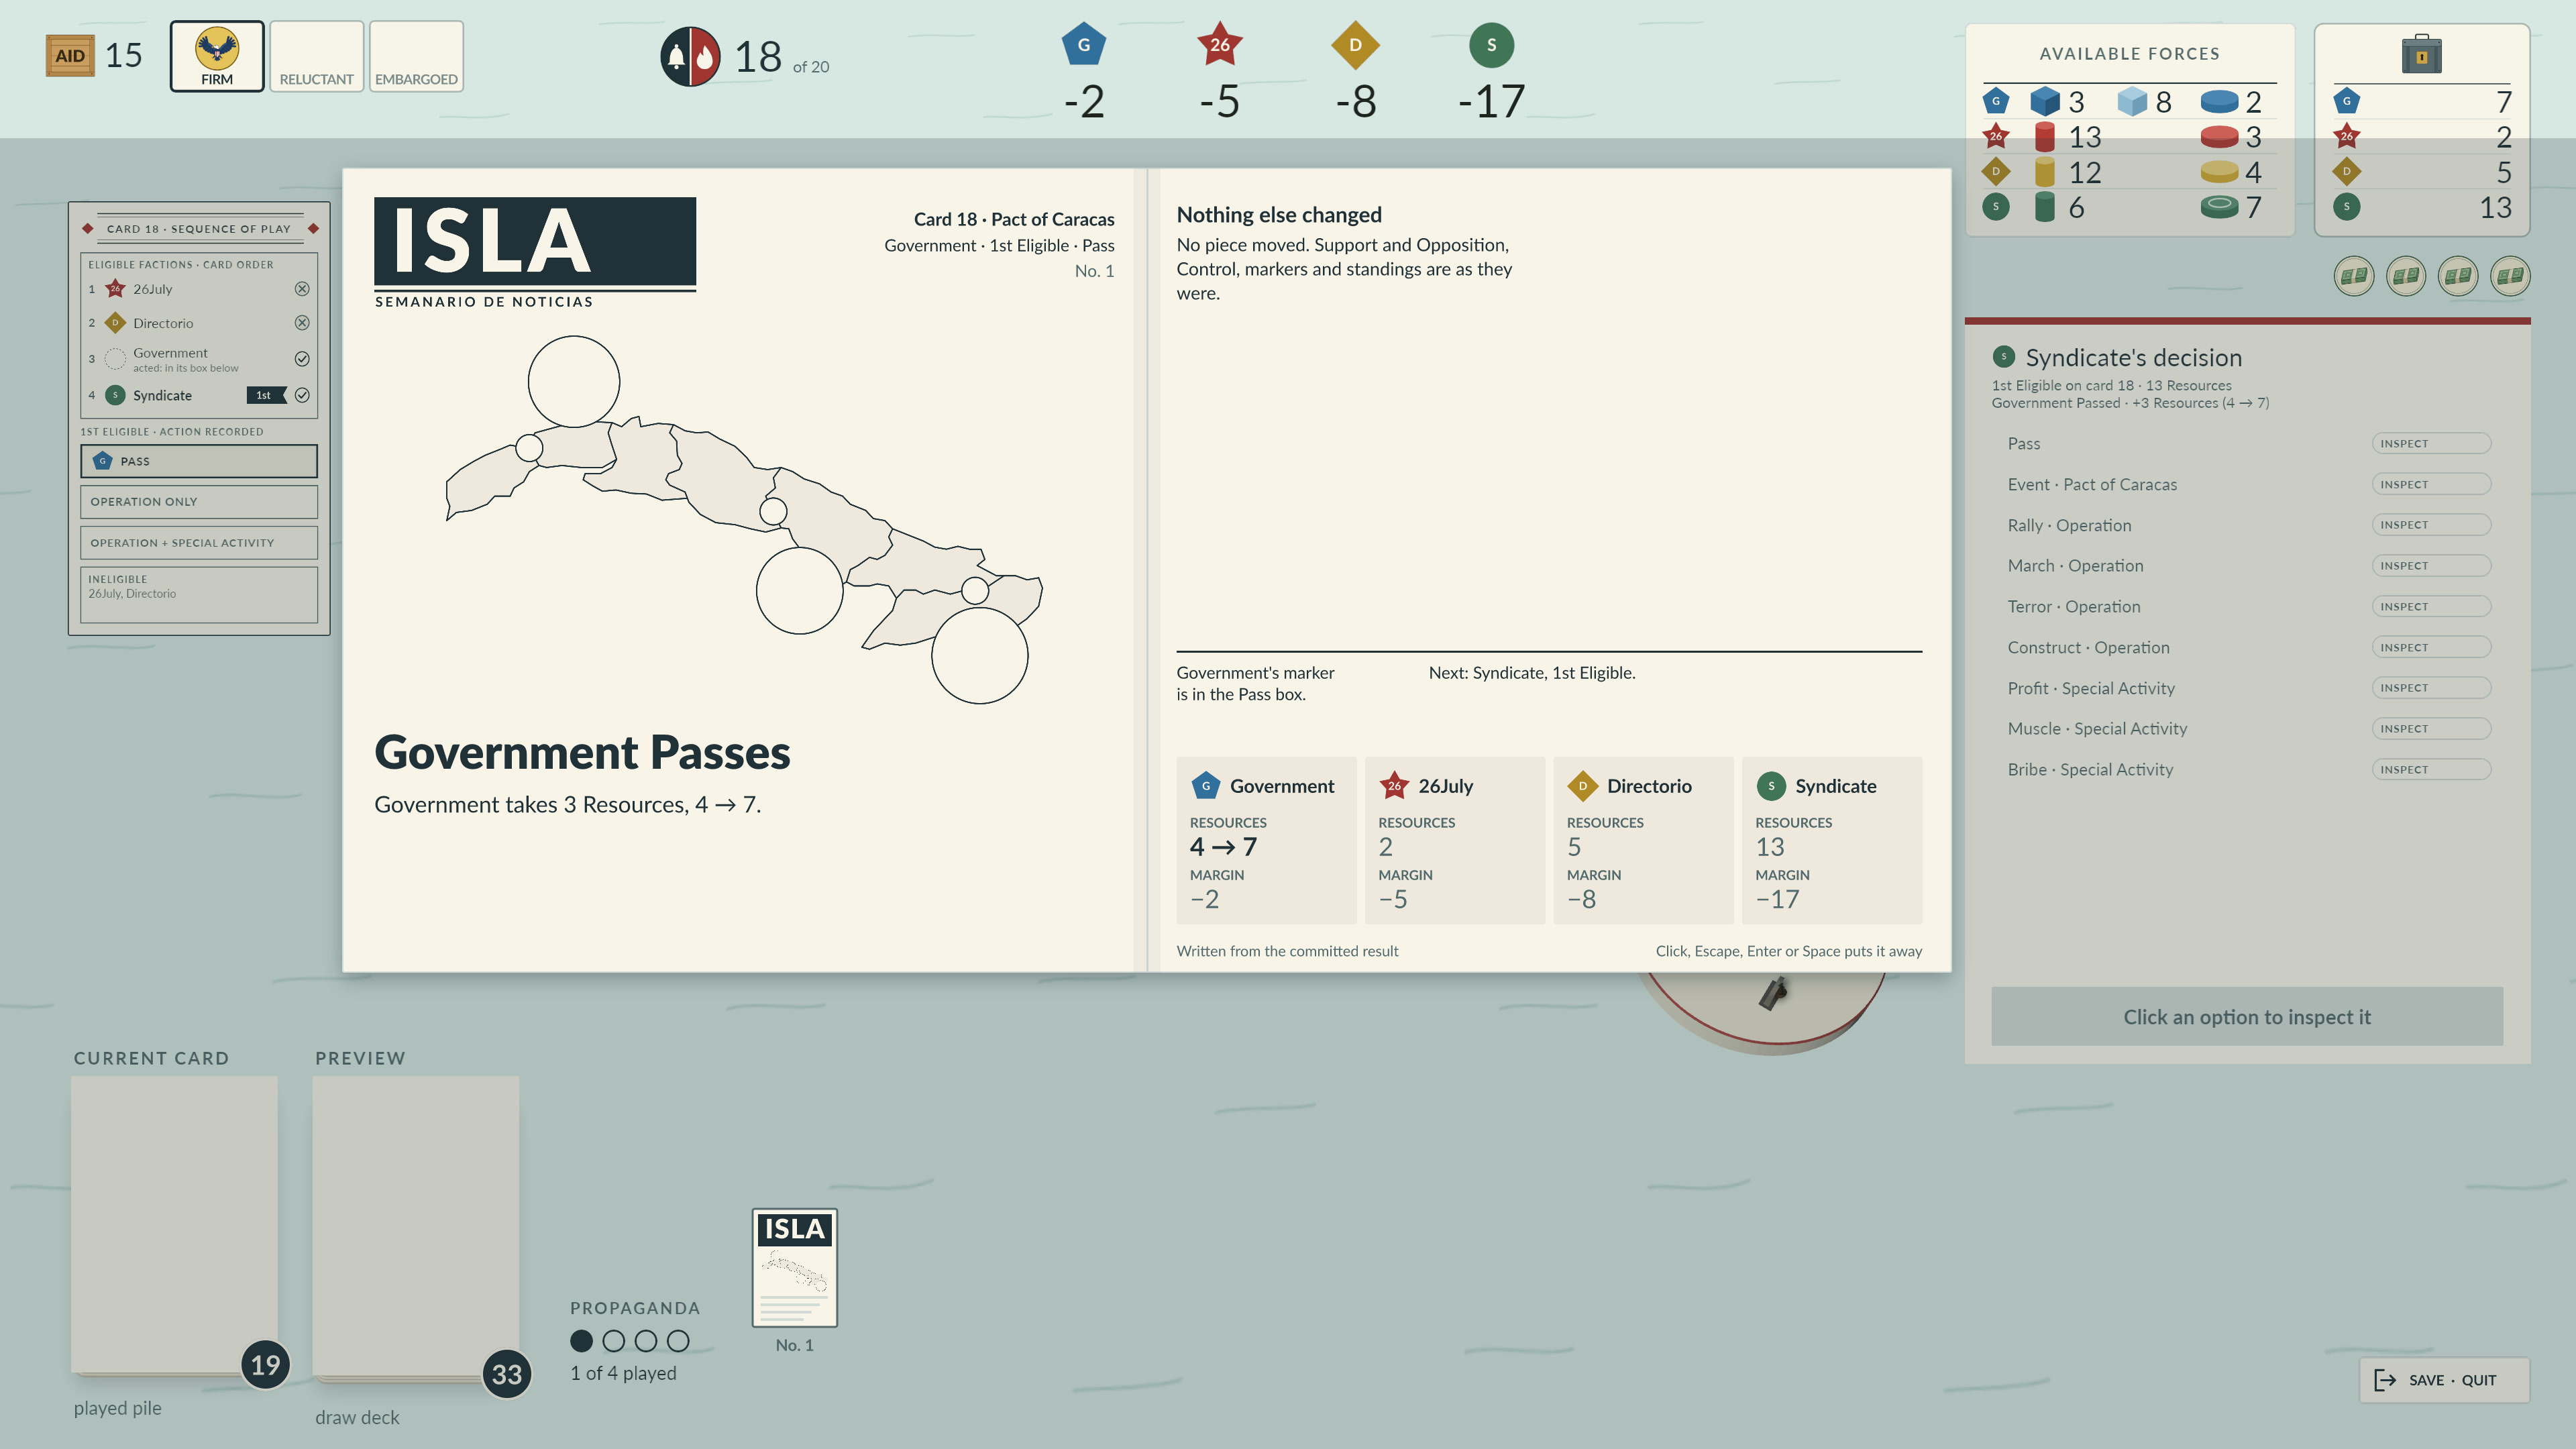 AID 15
FIRM
RELUCTANT
EMBARGOED
18 of 20
G
26
D
S
-2
-5
-8
-17
AVAILABLE FORCES
G 3 8 2
26 13 3
D 12 4
S 6 7
G 7
26 2
D 5
S 13
CARD 18 · SEQUENCE OF PLAY
ELIGIBLE FACTIONS · CARD ORDER
1 26 26July
2 D Directorio
3 Government
acted: in its box below
4 S Syndicate 1st
1ST ELIGIBLE · ACTION RECORDED
G PASS
OPERATION ONLY
OPERATION + SPECIAL ACTIVITY
INELIGIBLE
26July, Directorio
ISLA
SEMANARIO DE NOTICIAS
Card 18 · Pact of Caracas
Government · 1st Eligible · Pass
No. 1
Government Passes
Government takes 3 Resources, 4 → 7.
Nothing else changed
No piece moved. Support and Opposition,
Control, markers and standings are as they
were.
Government's marker
is in the Pass box.
Next: Syndicate, 1st Eligible.
G Government
RESOURCES
4 → 7
MARGIN
−2
26 26July
RESOURCES
2
MARGIN
−5
D Directorio
RESOURCES
5
MARGIN
−8
S Syndicate
RESOURCES
13
MARGIN
−17
Written from the committed result
Click, Escape, Enter or Space puts it away
S Syndicate's decision
1st Eligible on card 18 · 13 Resources
Government Passed · +3 Resources (4 → 7)
Pass INSPECT
Event · Pact of Caracas INSPECT
Rally · Operation INSPECT
March · Operation INSPECT
Terror · Operation INSPECT
Construct · Operation INSPECT
Profit · Special Activity INSPECT
Muscle · Special Activity INSPECT
Bribe · Special Activity INSPECT
Click an option to inspect it
CURRENT CARD
19
played pile
PREVIEW
33
draw deck
PROPAGANDA
1 of 4 played
ISLA
No. 1
SAVE · QUIT